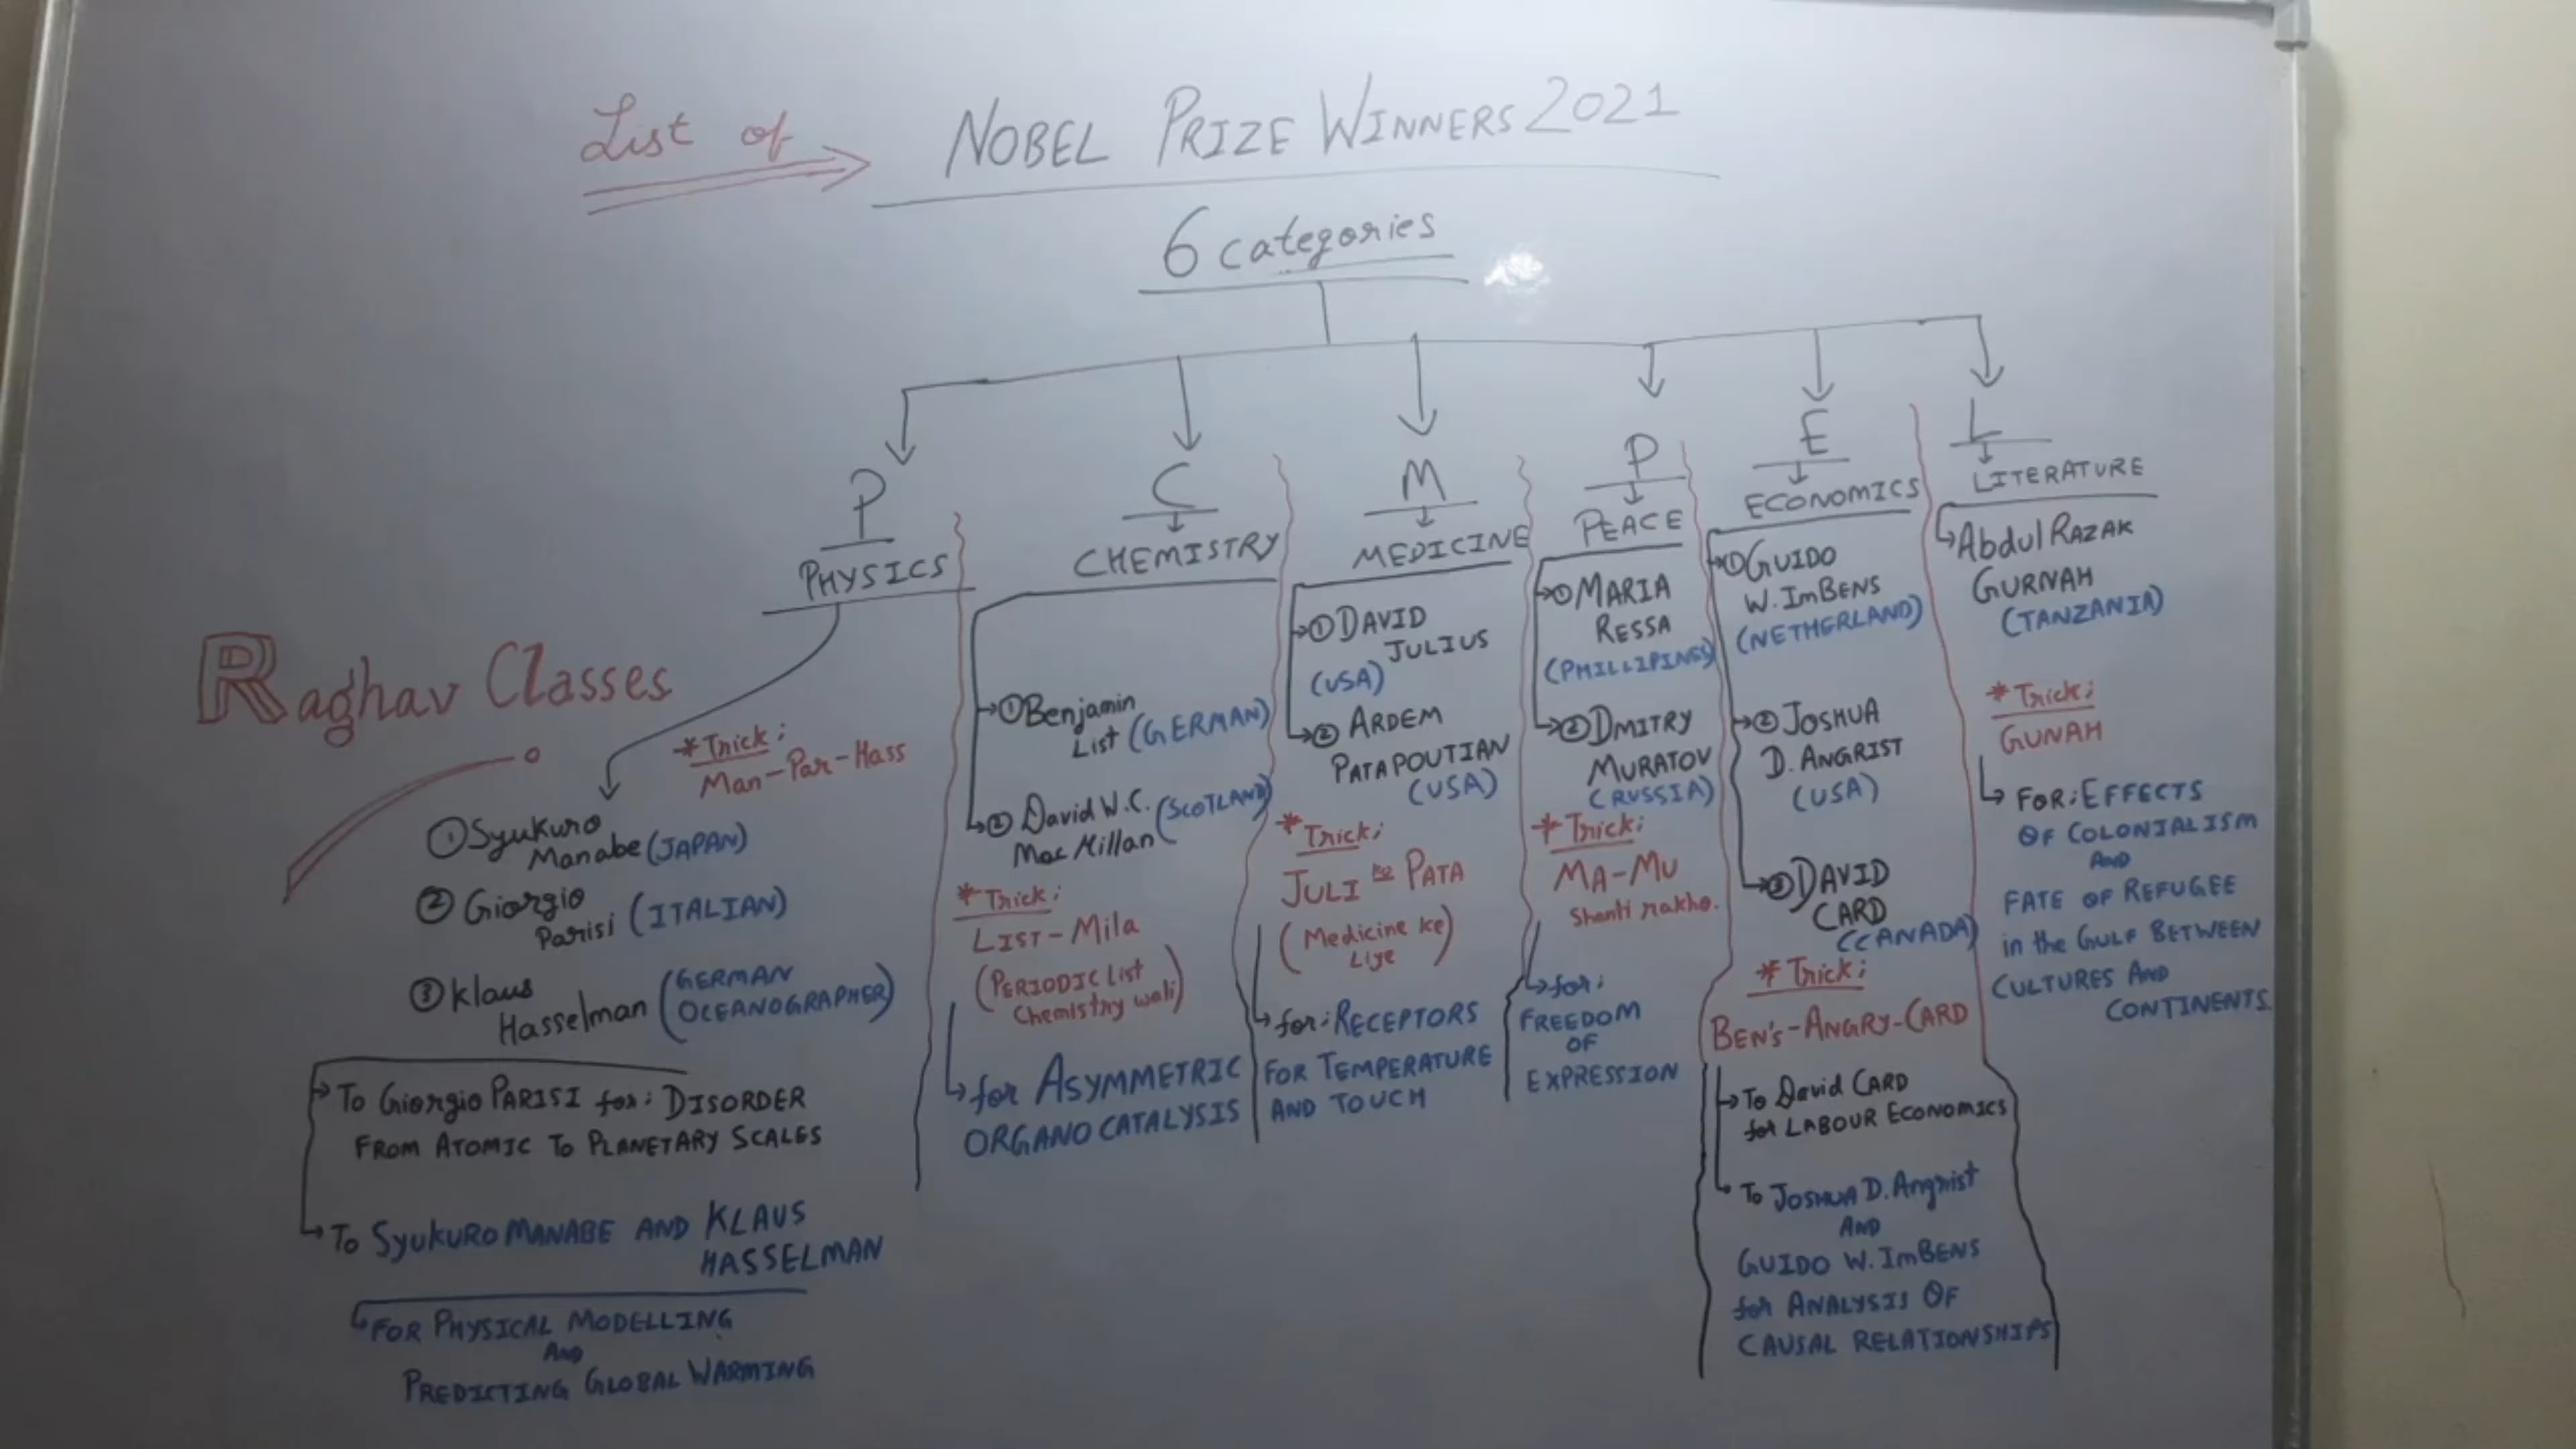 List of NOBEL PRIZE WINNERS 2021
6 categories
Raghav Classes
P
PHYSICS
*Trick:
Man-Par-Hass
① Syukuro
Manabe (JAPAN)
② Giorgio
Parisi (ITALIAN)
③ Klaus
Hasselman (GERMAN
OCEANOGRAPHER)
To Giorgio PARISI for: DISORDER
FROM ATOMIC TO PLANETARY SCALES
To SYUKURO MANABE AND KLAUS
HASSELMAN
FOR PHYSICAL MODELLING
AND
PREDICTING GLOBAL WARMING
C
CHEMISTRY
① Benjamin
List (GERMAN)
② David W.C.
Mac Millan (SCOTLAND)
*Trick:
LIST-Mila
(PERIODIC List
Chemistry wali)
for ASYMMETRIC
ORGANO CATALYSIS
M
MEDICINE
① DAVID
JULIUS
(USA)
② ARDEM
PATAPOUTIAN
(USA)
*Trick:
JULI ko PATA
(Medicine ke
Liye)
for: RECEPTORS
FOR TEMPERATURE
AND TOUCH
P
PEACE
① MARIA
RESSA
(PHILLIPINES)
② DMITRY
MURATOV
(RUSSIA)
*Trick:
MA-MU
Shanti rakho.
for:
FREEDOM
OF
EXPRESSION
E
ECONOMICS
① GUIDO
W. ImBENS
(NETHERLAND)
② JOSHUA
D. ANGRIST
(USA)
③ DAVID
CARD
(CANADA)
*Trick:
BEN's-ANGRY-CARD
To David CARD
for LABOUR ECONOMICS
To JOSHUA D. Angrist
AND
GUIDO W. ImBENS
for ANALYSIS OF
CAUSAL RELATIONSHIPS
L
LITERATURE
Abdul RAZAK
GURNAH
(TANZANIA)
*Trick:
GUNAH
FOR: EFFECTS
OF COLONIALISM
AND
FATE OF REFUGEE
in the GULF BETWEEN
CULTURES AND
CONTINENTS.